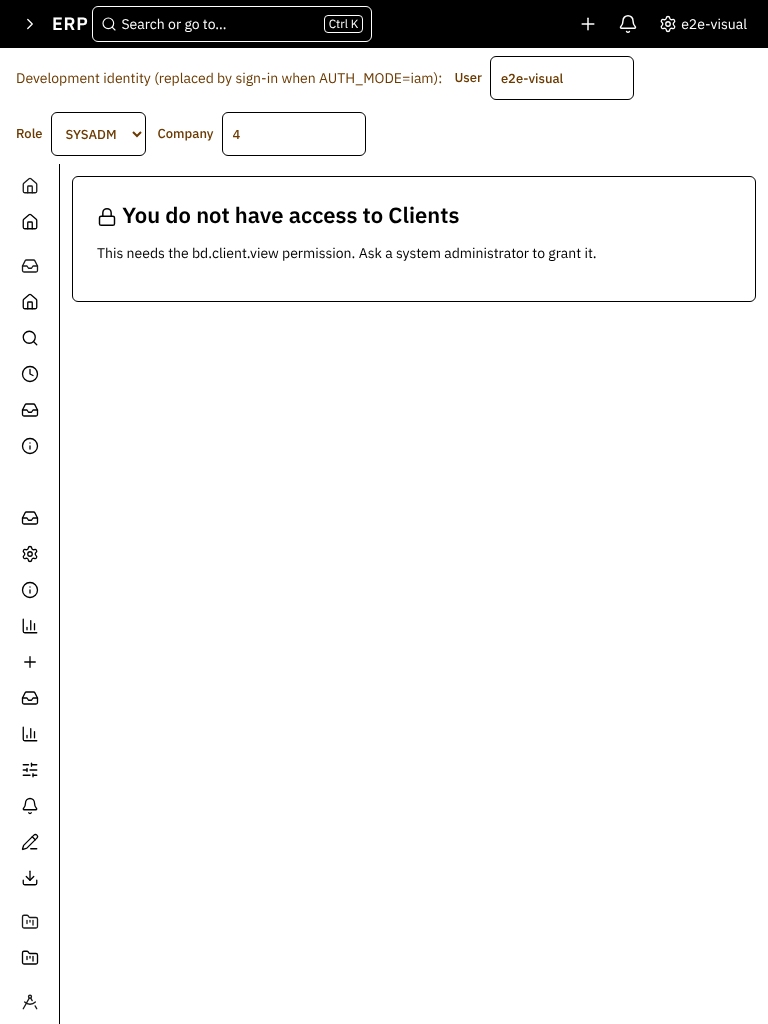 ERP Search or go to... Ctrl K e2e-visual
Development identity (replaced by sign-in when AUTH_MODE=iam): User e2e-visual
Role SYSADM Company 4
You do not have access to Clients
This needs the bd.client.view permission. Ask a system administrator to grant it.